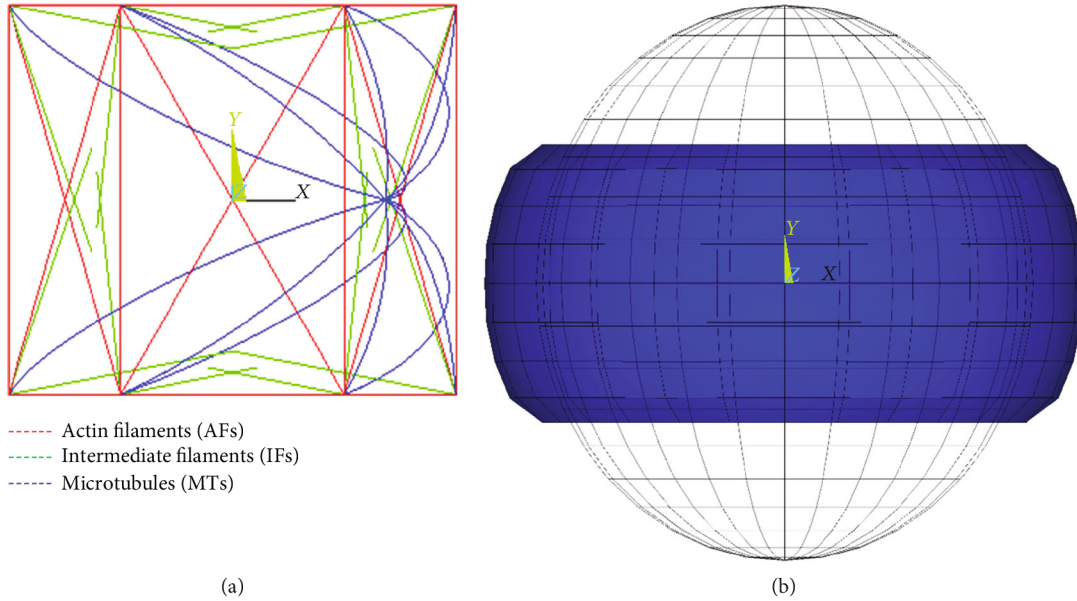 Y
Z
X
Actin filaments (AFs)
Intermediate filaments (IFs)
Microtubules (MTs)
(a)
Y
Z
X
(b)